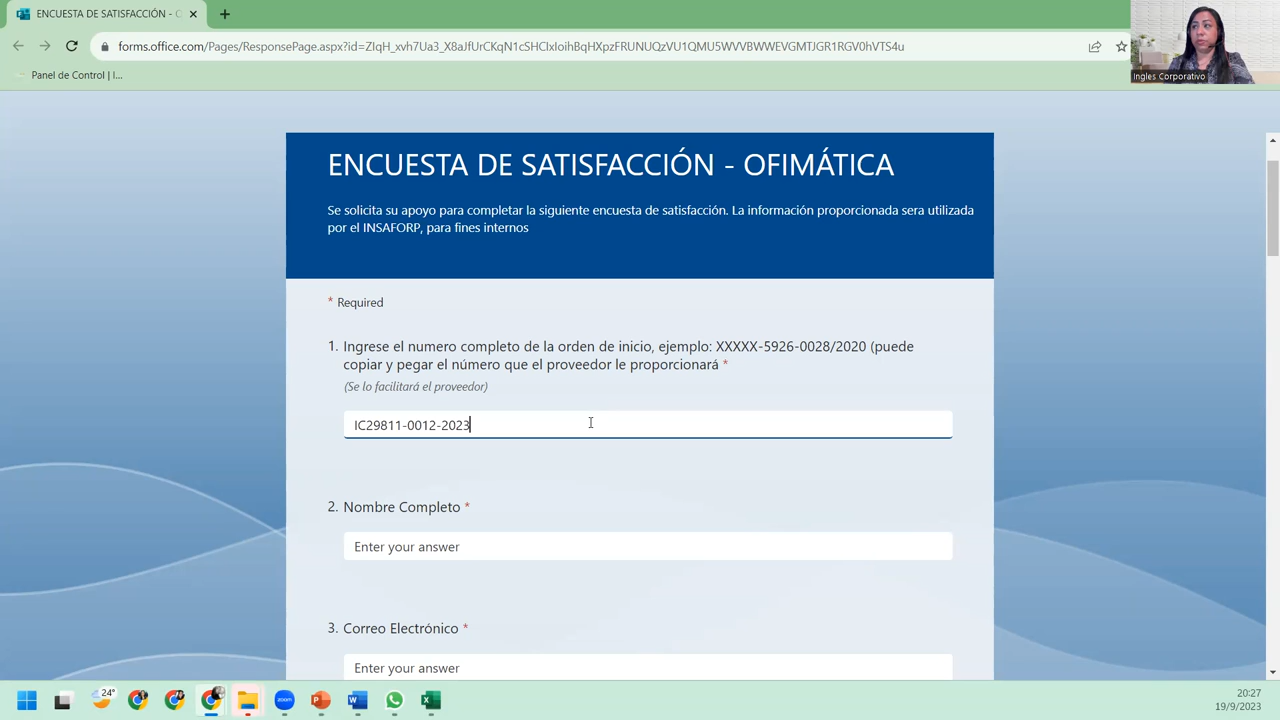 ENCUESTA DE SATISFACCIÓN - O
forms.office.com/Pages/ResponsePage.aspx?id=ZIqH_xvh7Ua3_X8aJfUrCKqN1cSHCIxIoihBqHXpzFRUNUQzVU1QMU5WVVBWWEVGMTJGR1RGV0hVTS4u
Panel de Control | I...
Ingles Corporativo
ENCUESTA DE SATISFACCIÓN - OFIMÁTICA
Se solicita su apoyo para completar la siguiente encuesta de satisfacción. La información proporcionada sera utilizada
por el INSAFORP, para fines internos
* Required
1. Ingrese el numero completo de la orden de inicio, ejemplo: XXXXX-5926-0028/2020 (puede
copiar y pegar el número que el proveedor le proporcionará *
(Se lo facilitará el proveedor)
IC29811-0012-2023
2. Nombre Completo *
Enter your answer
3. Correo Electrónico *
Enter your answer
24°
zoom
20:27
19/9/2023